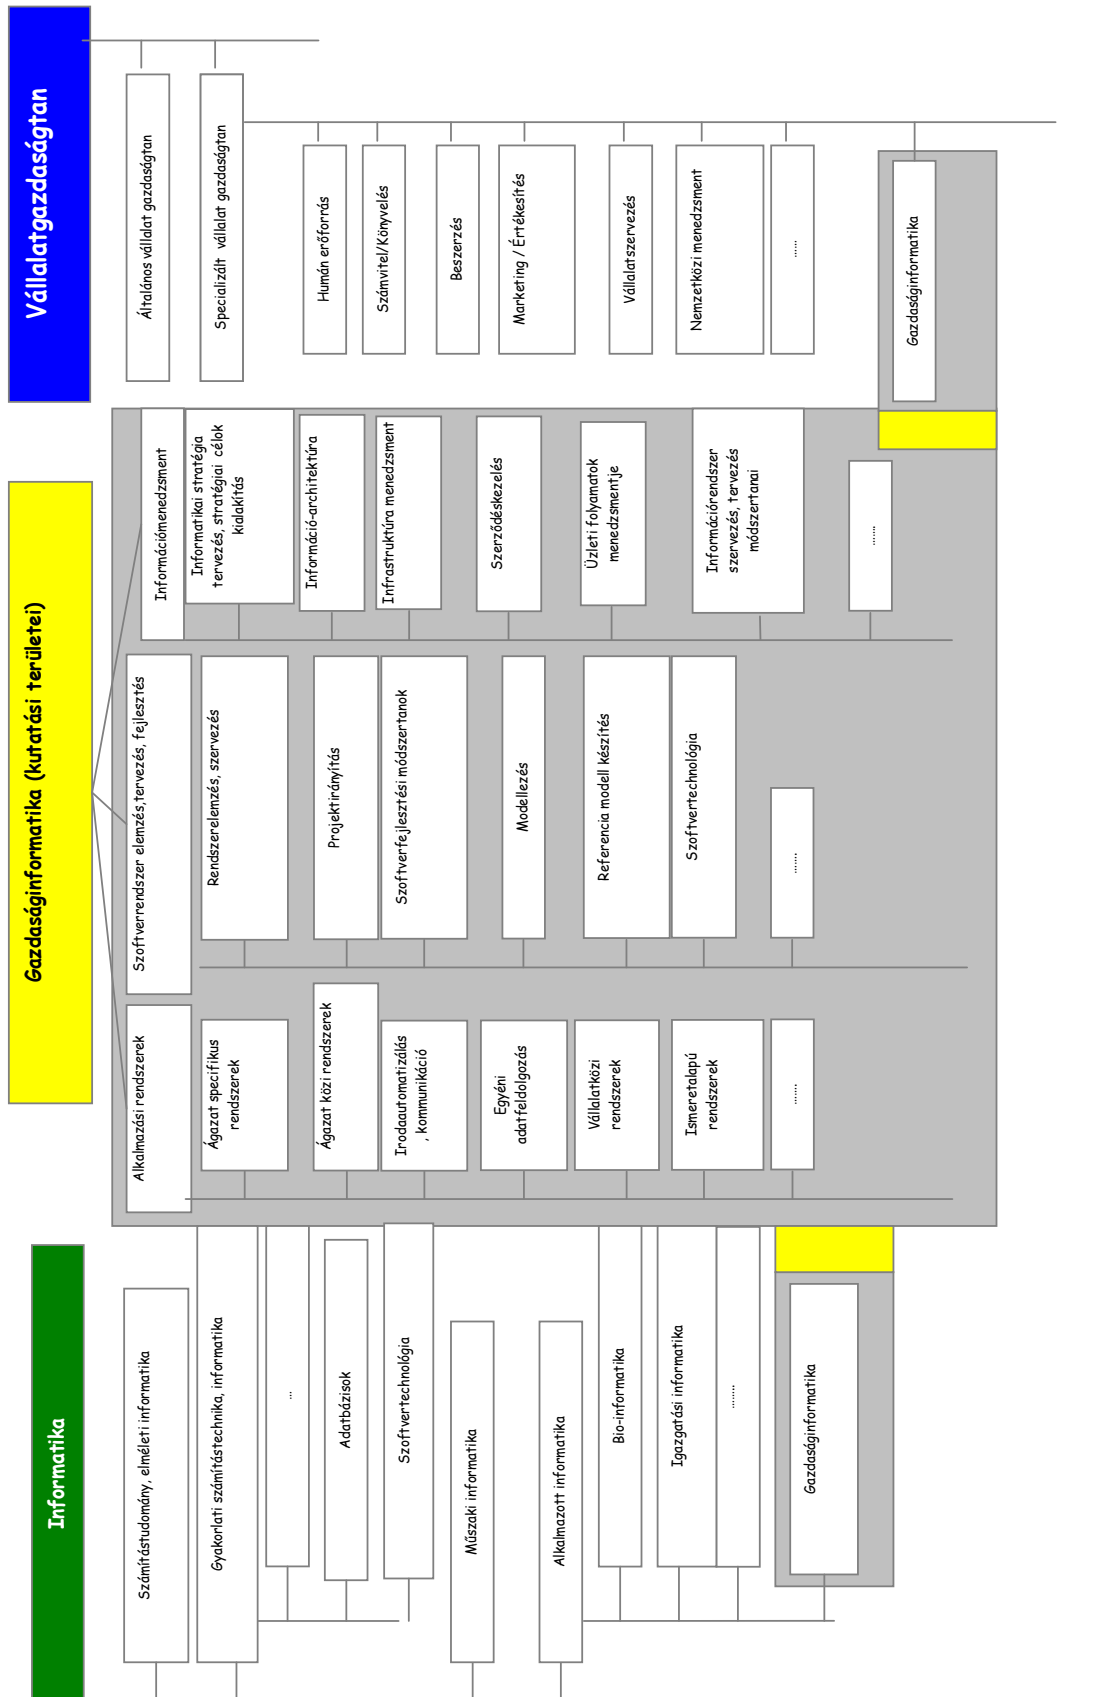 Informatika
Számítástudomány, elméleti informatika
Gyakorlati számítástechnika, informatika
...
Adatbázisok
Szoftvertechnológia
Műszaki informatika
Alkalmazott informatika
Bio-informatika
Igazgatási informatika
........
Gazdaságinformatika
Gazdaságinformatika (kutatási területei)
Alkalmazási rendszerek
Ágazat specifikus
rendszerek
Ágazat közi rendszerek
Irodaautomatizálás
, kommunikáció
Egyéni
adatfeldolgozás
Vállalatközi
rendszerek
Ismeretalapú
rendszerek
.......
Szoftverrendszer elemzés,tervezés, fejlesztés
Rendszerelemzés, szervezés
Projektirányítás
Szoftverfejlesztési módszertanok
Modellezés
Referencia modell készítés
Szoftvertechnológia
.......
Információmenedzsment
Informatikai stratégia
tervezés, stratégiai célok
kialakítás
Információ-architektúra
Infrastruktúra menedzsment
Szerződéskezelés
Üzleti folyamatok
menedzsmentje
Információrendszer
szervezés, tervezés
módszertanai
.......
Vállalatgazdaságtan
Általános vállalat gazdaságtan
Specializált vállalat gazdaságtan
Humán erőforrás
Számvitel/Könyvelés
Beszerzés
Marketing / Értékesítés
Vállalatszervezés
Nemzetközi menedzsment
......
Gazdaságinformatika